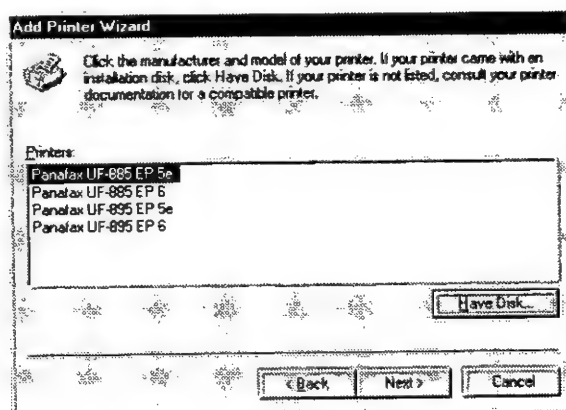 Add Printer Wizard
Click the manufacturer and model of your printer. If your printer came with an
installation disk, click Have Disk. If your printer is not listed, consult your printer
documentation for a compatible printer.
Printers:
Panafax UF-885 EP 5e
Panafax UF-885 EP 6
Panafax UF-895 EP 5e
Panafax UF-895 EP 6
Have Disk...
< Back
Next >
Cancel